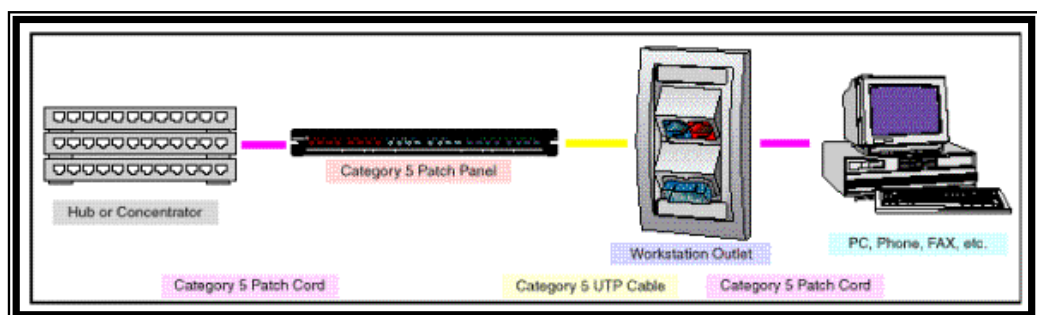 Category 5 Patch Panel
Hub or Concentrator
PC, Phone, FAX, etc.
Workstation Outlet
Category 5 Patch Cord
Category 5 UTP Cable
Category 5 Patch Cord